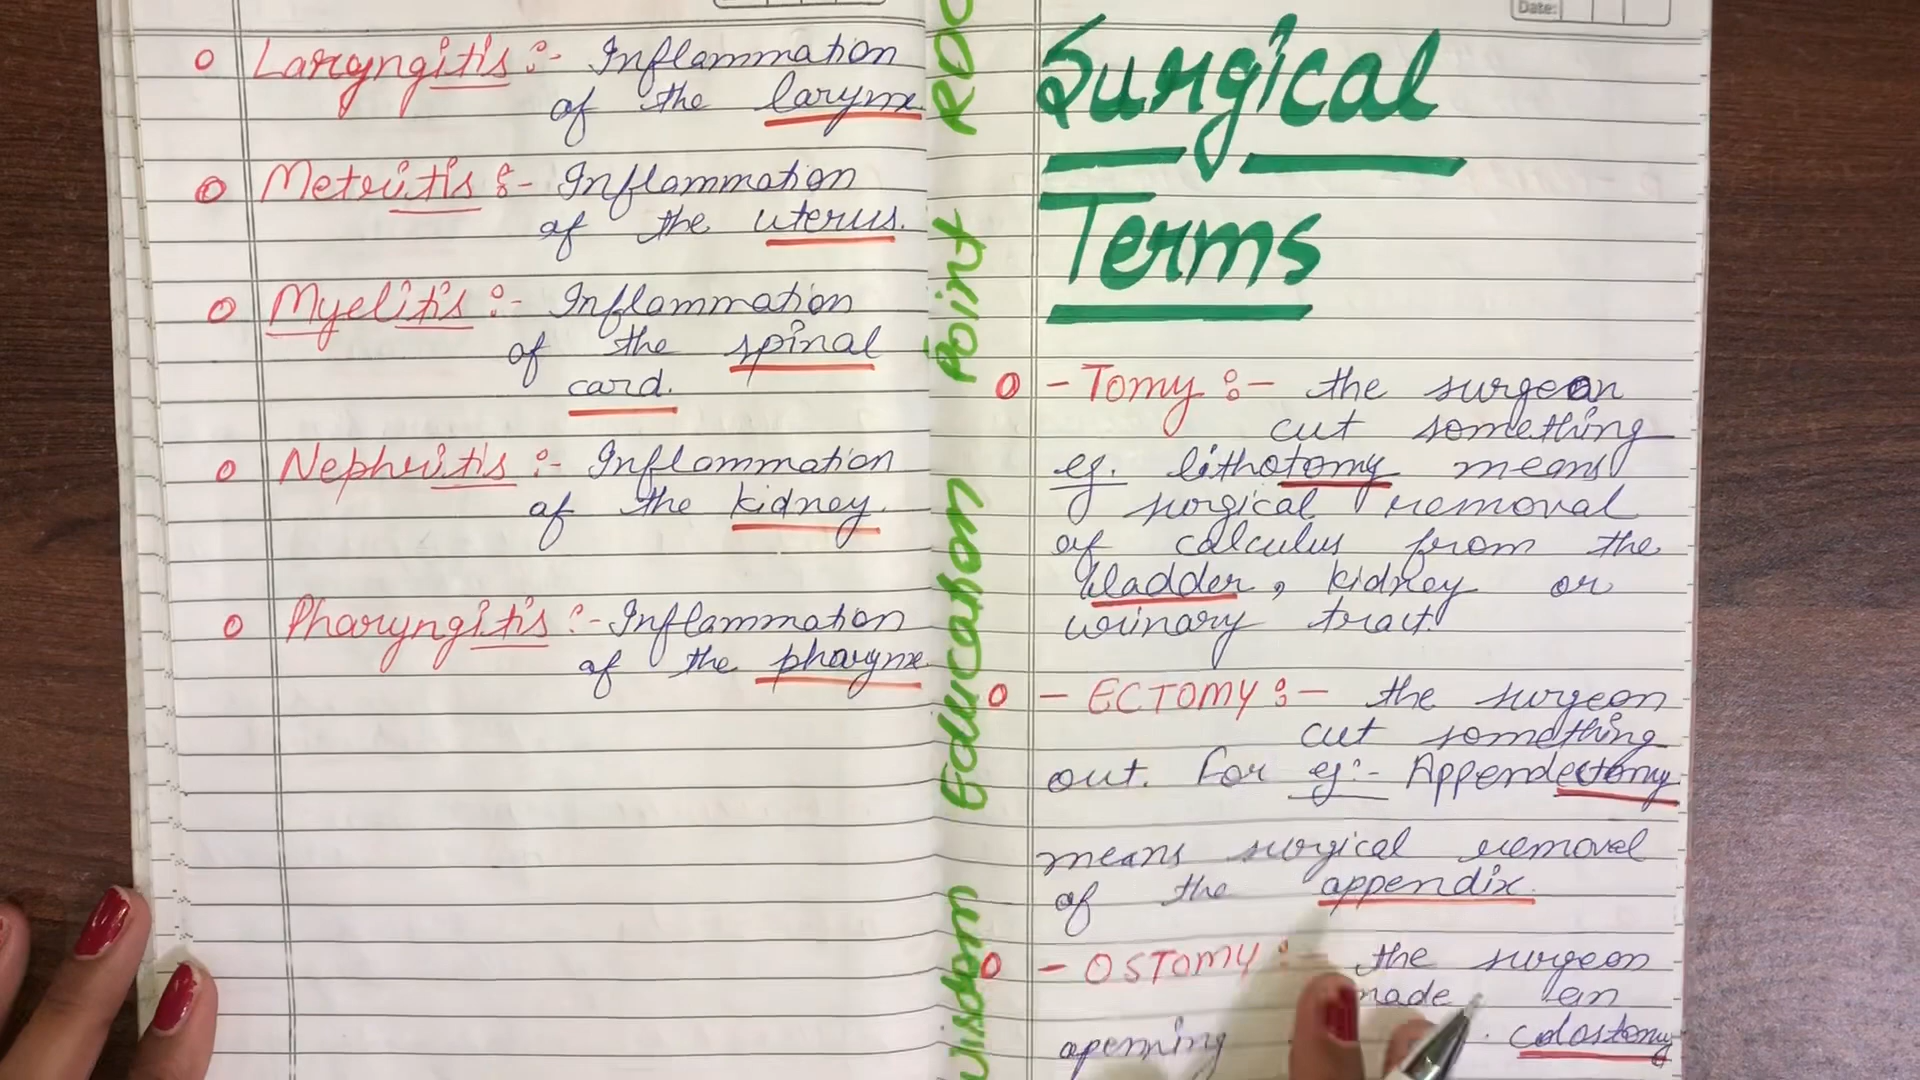 Laryngitis :- Inflammation
of the larynx
Metritis :- Inflammation
of the uterus.
Myelitis :- Inflammation
of the spinal
card.
Nephritis :- Inflammation
of the kidney.
Pharyngitis :- Inflammation
of the pharynx
Wisdom Education Point
Date:
Surgical
Terms
- Tomy :- the surgeon
cut something
eg. lithotomy means
surgical removal
of calculus from the
bladder, kidney or
urinary tract.
- ECTOMY :- the surgeon
cut something
out. For eg:- Appendectomy
means surgical removal
of the appendix.
- OSTOMY :- the surgeon
made an
apenning colostomy